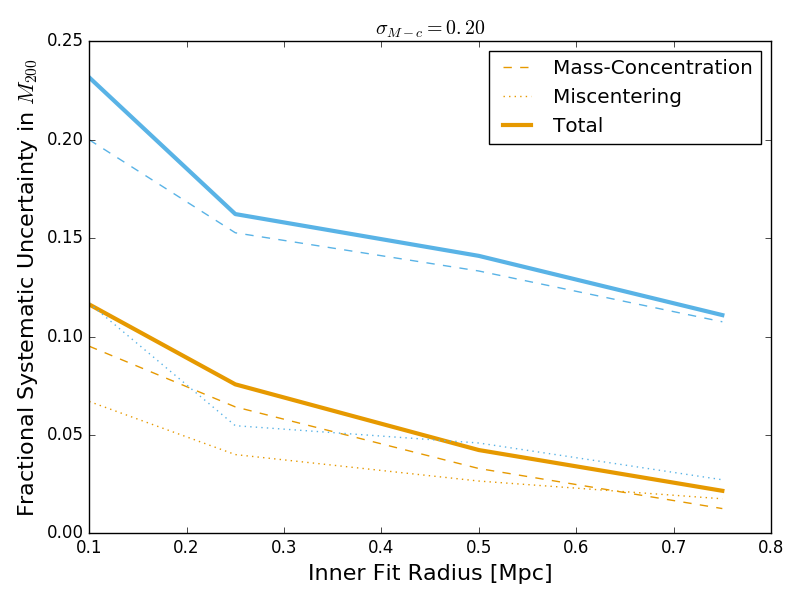 $\sigma_{M-c} = 0.20$
Fractional Systematic Uncertainty in $M_{200}$
0.25
0.20
0.15
0.10
0.05
0.00
Mass-Concentration
Miscentering
Total
0.1 0.2 0.3 0.4 0.5 0.6 0.7 0.8
Inner Fit Radius [Mpc]